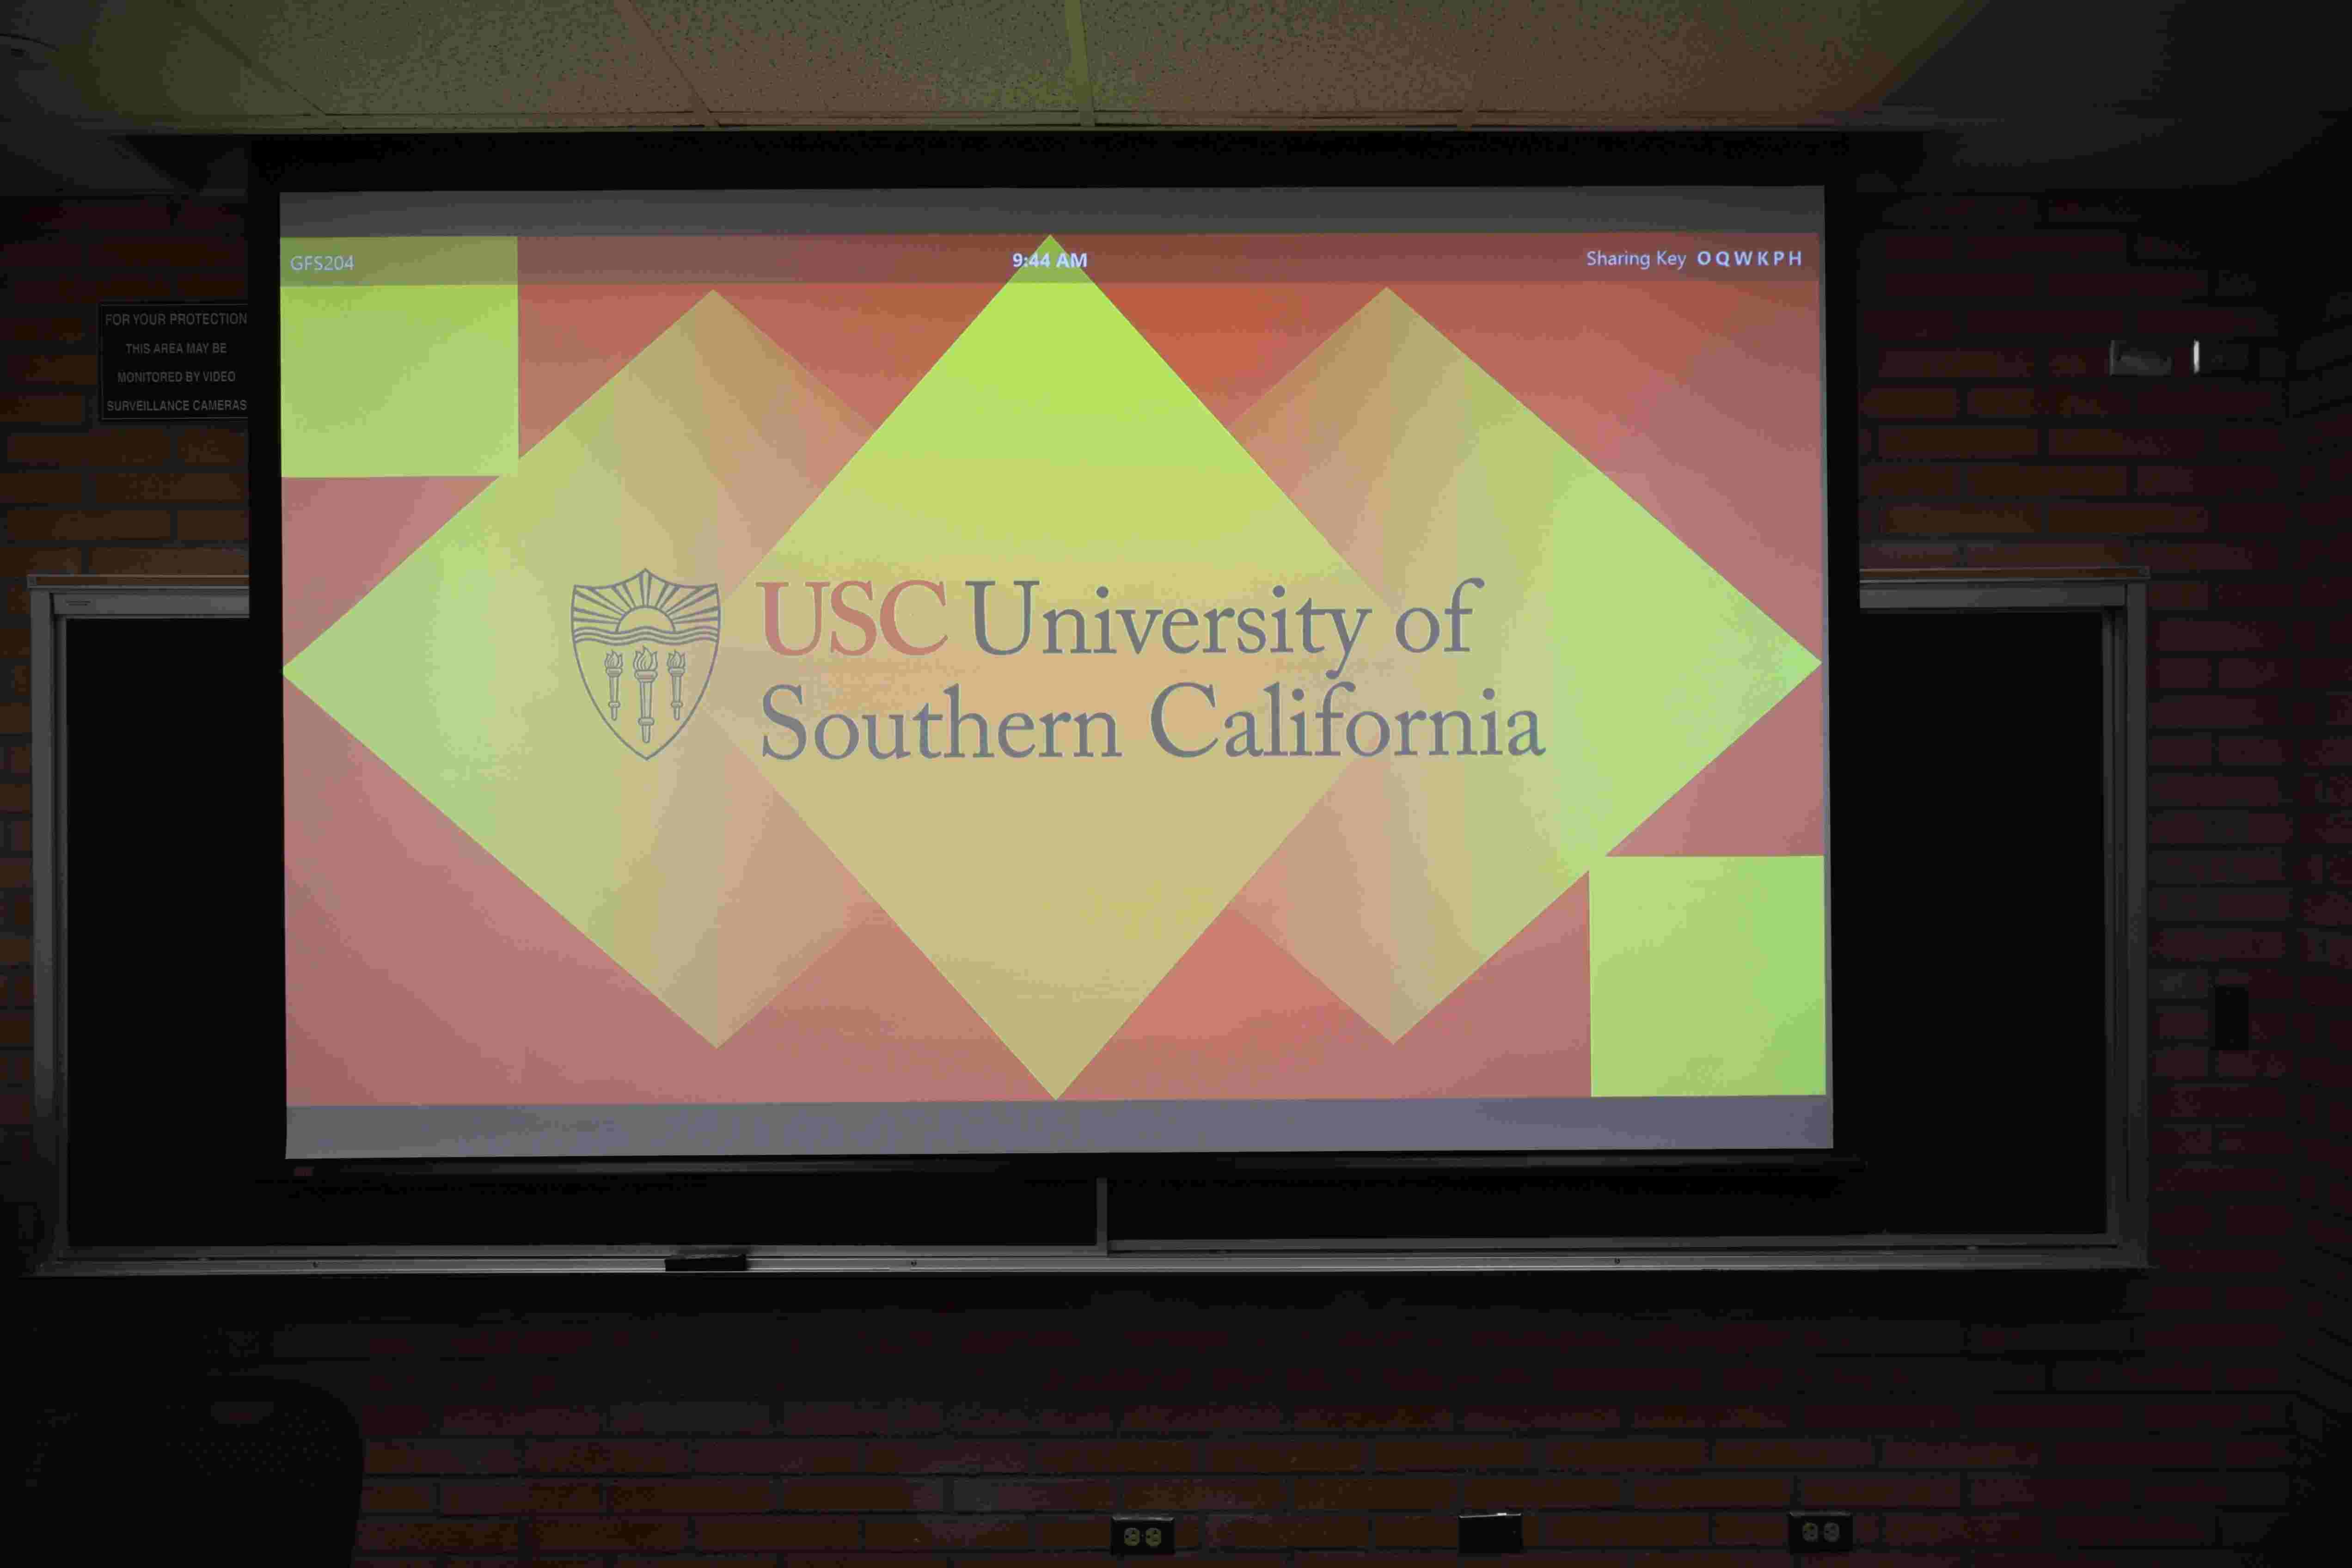 GFS204
9:44 AM
Sharing Key OQWKPH
FOR YOUR PROTECTION
THIS AREA MAY BE
MONITORED BY VIDEO
SURVEILLANCE CAMERAS
USC University of
Southern California